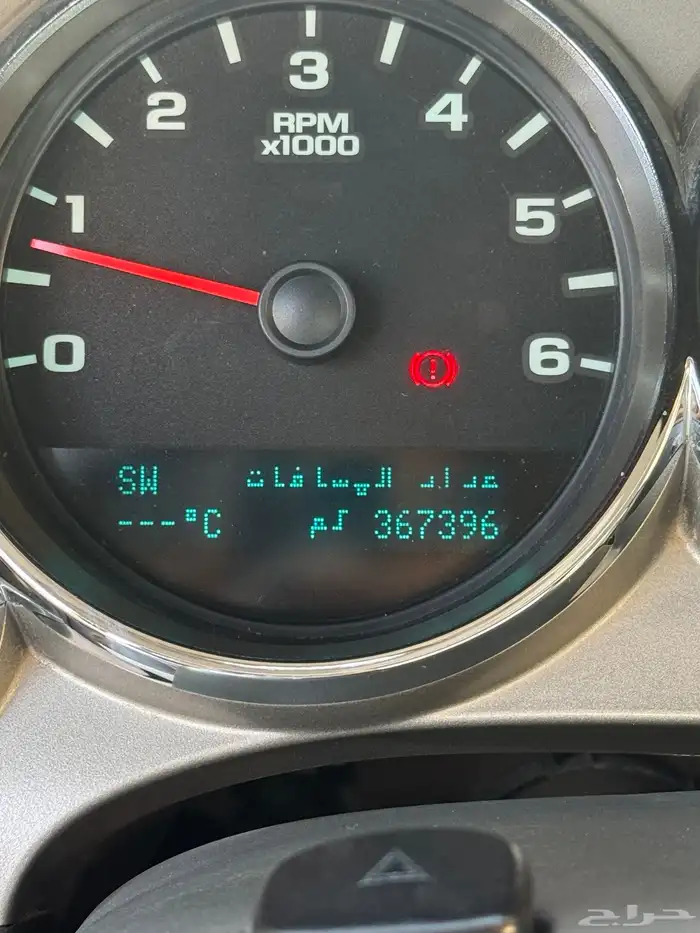 3
2 4
RPM
x1000
1 5
0 6
SW عداد المسافات
---°C 367396 كم
حراج